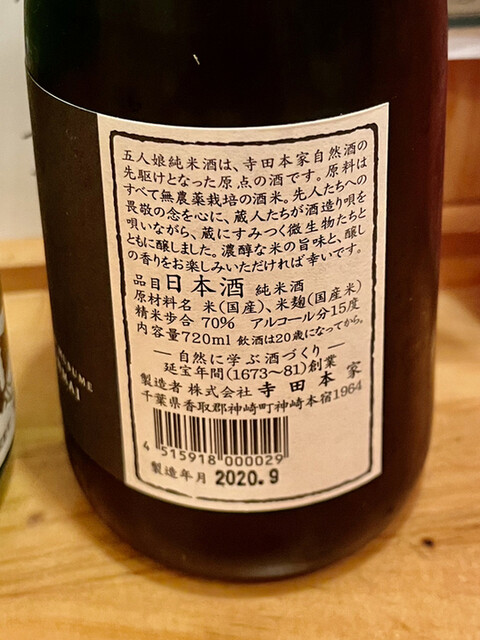 五人娘純米酒は、寺田本家自然酒の
先駆けとなった原点の酒です。原料は
すべて無農薬栽培の酒米。先人たちへの
畏敬の念を心に、蔵人たちが酒造り唄を
唄いながら、蔵にすみつく微生物たちと
ともに醸しました。濃醇な米の旨味と、醸し
の香りをお楽しみいただければ幸いです。
品目 日本酒 純米酒
原材料名 米(国産)、米麹(国産米)
精米歩合 70% アルコール分15度
内容量720ml 飲酒は20歳になってから。
― 自然に学ぶ酒づくり ―
延宝年間(1673~81)創業
製造者 株式会社 寺田本家
千葉県香取郡神崎町神崎本宿1964
4 515918 000029
製造年月 2020.9